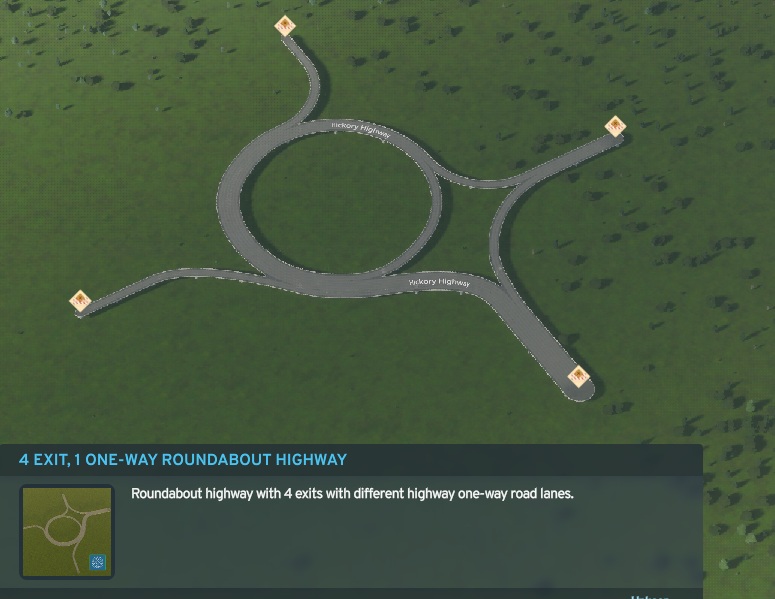 Hickory Highway
Hickory Highway
4 EXIT, 1 ONE-WAY ROUNDABOUT HIGHWAY
Roundabout highway with 4 exits with different highway one-way road lanes.